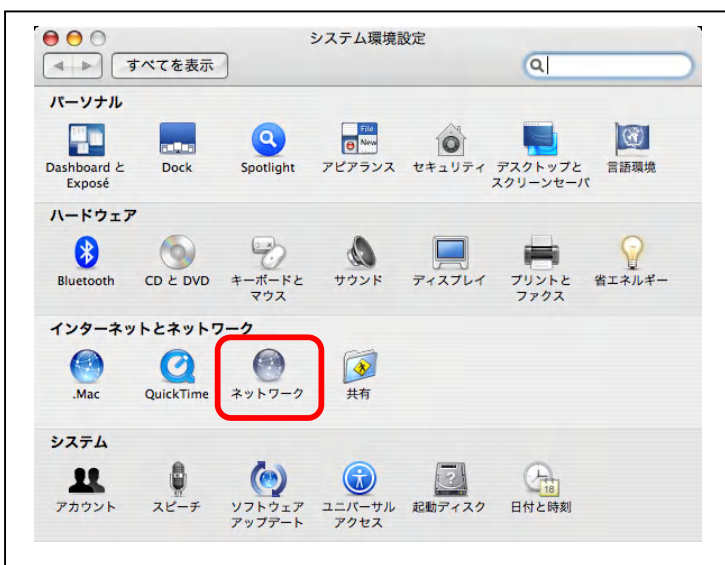 システム環境設定
すべてを表示
パーソナル
Dashboard と Exposé
Dock
Spotlight
File
New
アピアランス
セキュリティ
デスクトップと
スクリーンセーバ
言語環境
ハードウェア
Bluetooth
CD と DVD
キーボードと
マウス
サウンド
ディスプレイ
プリントと
ファクス
省エネルギー
インターネットとネットワーク
.Mac
QuickTime
ネットワーク
共有
システム
アカウント
スピーチ
ソフトウェア
アップデート
ユニバーサル
アクセス
?
起動ディスク
18
日付と時刻